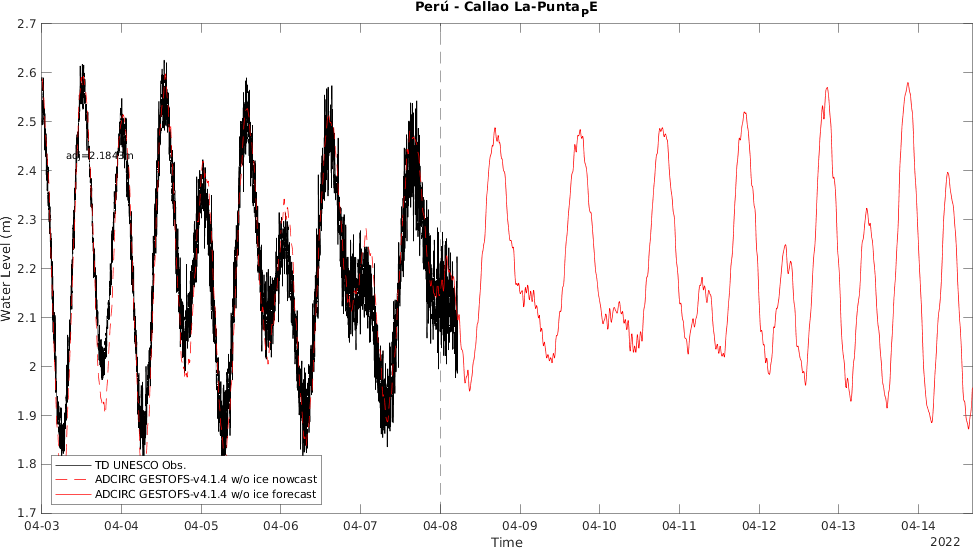 Perú - Callao La-PuntapE
2.7
2.6
2.5
2.4
2.3
2.2
2.1
2
1.9
1.8
1.7
Water Level (m)
adj=2.1843m
TD UNESCO Obs.
ADCIRC GESTOFS-v4.1.4 w/o ice nowcast
ADCIRC GESTOFS-v4.1.4 w/o ice forecast
04-03 04-04 04-05 04-06 04-07 04-08 04-09 04-10 04-11 04-12 04-13 04-14
Time
2022